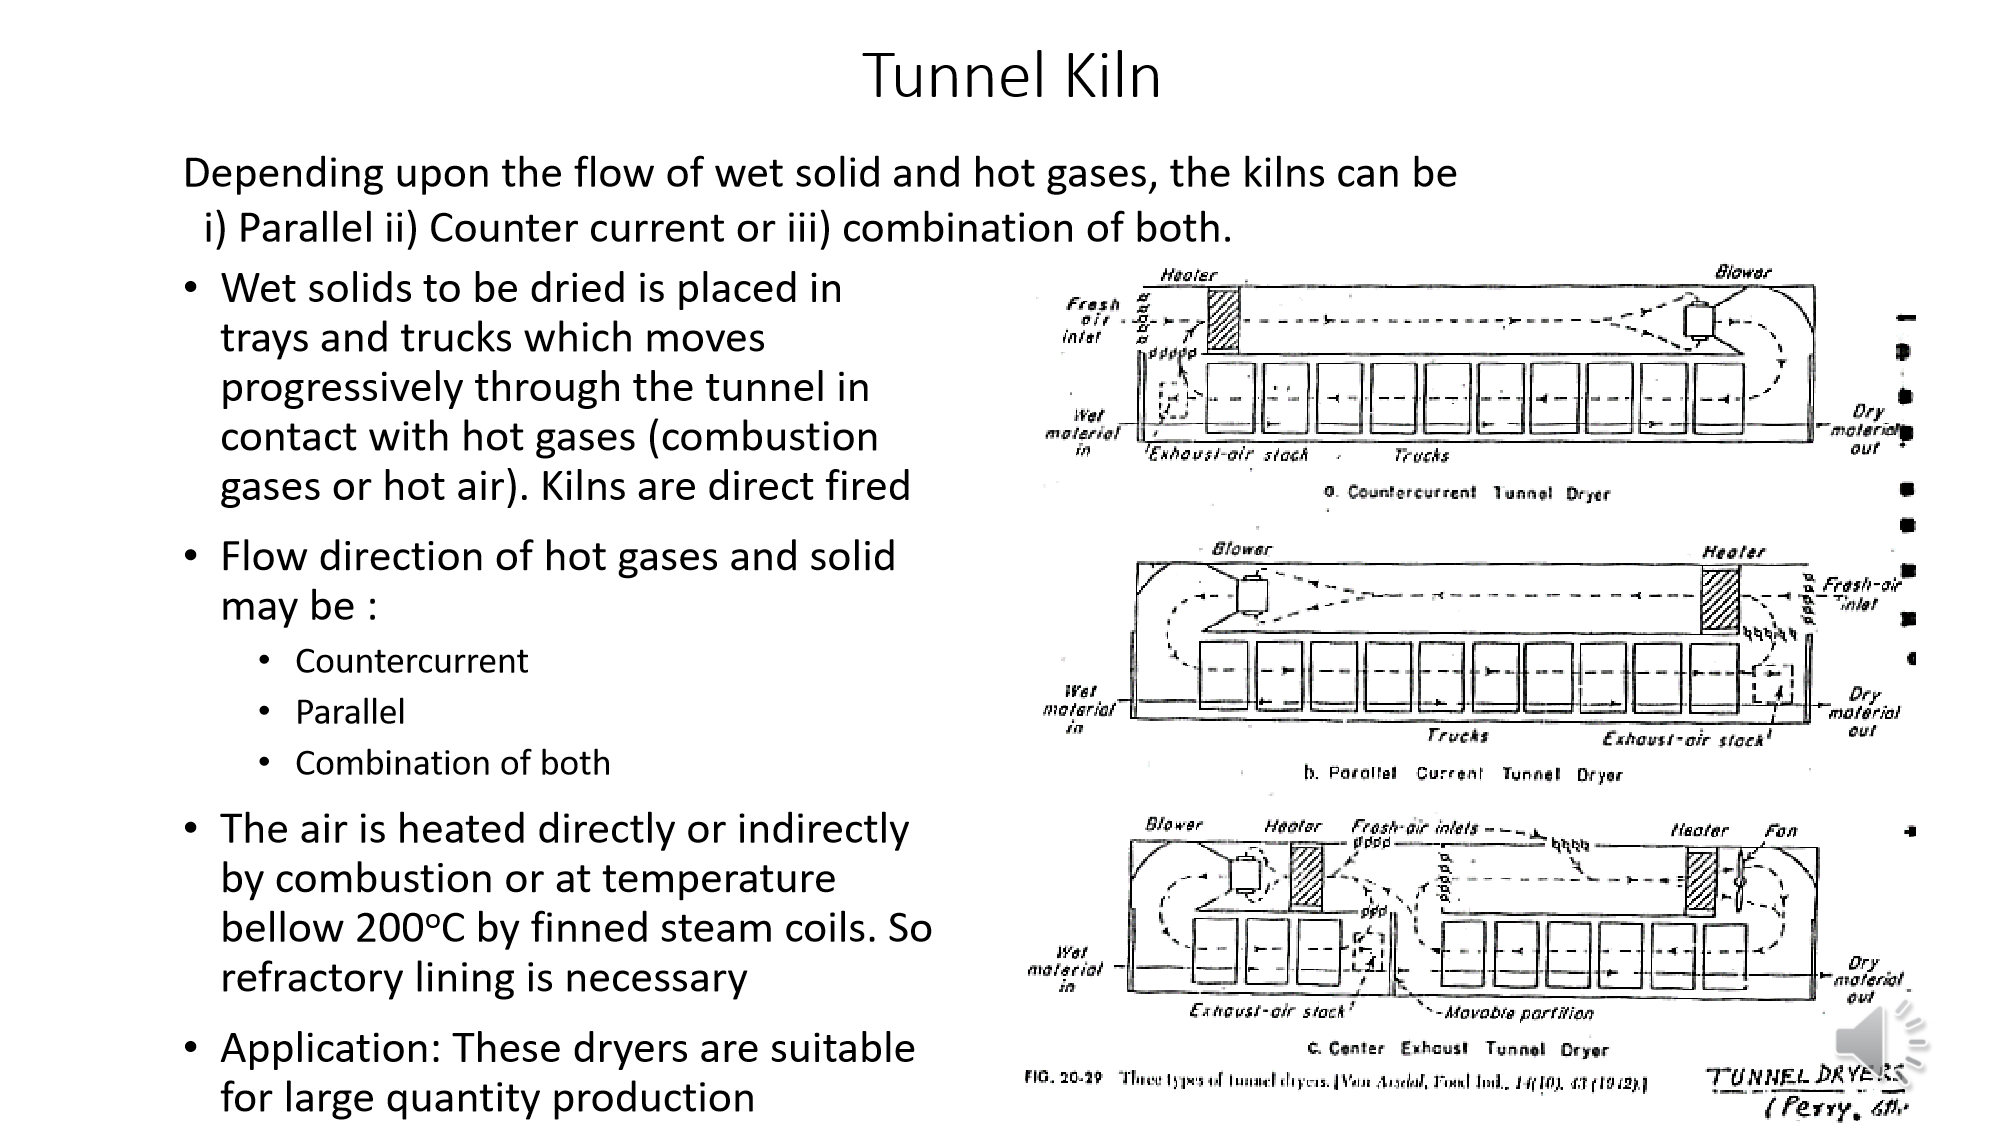 Tunnel Kiln
Depending upon the flow of wet solid and hot gases, the kilns can be
i) Parallel ii) Counter current or iii) combination of both.
• Wet solids to be dried is placed in
trays and trucks which moves
progressively through the tunnel in
contact with hot gases (combustion
gases or hot air). Kilns are direct fired
• Flow direction of hot gases and solid
may be :
• Countercurrent
• Parallel
• Combination of both
• The air is heated directly or indirectly
by combustion or at temperature
bellow 200°C by finned steam coils. So
refractory lining is necessary
• Application: These dryers are suitable
for large quantity production
Heater
Blower
Fresh
air
inlet
Wet
material
in
Dry
material
out
Exhaust-air stack
Trucks
a. Countercurrent Tunnel Dryer
Blower
Heater
Fresh-air
inlet
Wet
material
in
Dry
material
out
Trucks
Exhaust-air stack
b. Parallel Current Tunnel Dryer
Blower
Heater
Fresh-air inlets
Heater
Fan
Wet
material
in
Dry
material
out
Exhaust-air stack
Movable partition
c. Center Exhaust Tunnel Dryer
FIG. 20-29 Three types of tunnel dryers. [Van Arsdel, Food Ind.,
TUNNEL DRYERS
(Perry, 6th